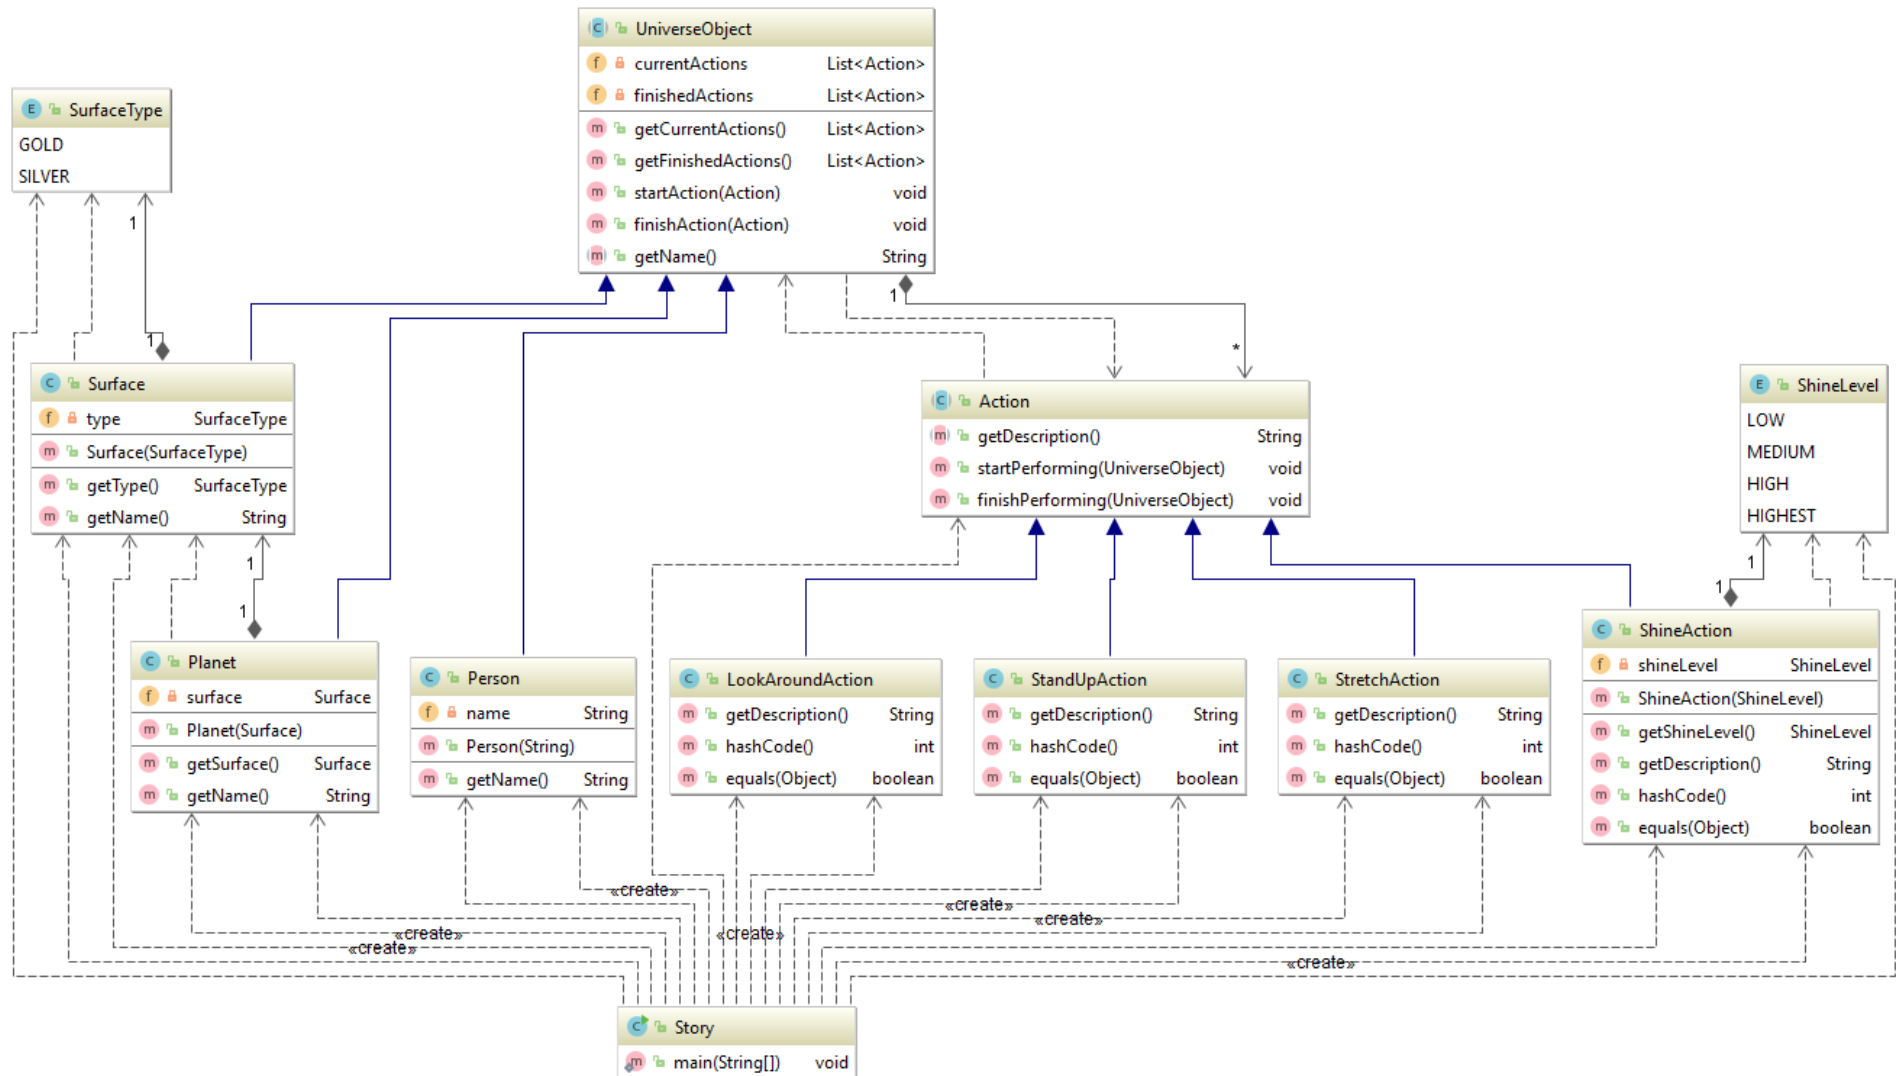 UniverseObject
currentActions List<Action>
finishedActions List<Action>
getCurrentActions() List<Action>
getFinishedActions() List<Action>
startAction(Action) void
finishAction(Action) void
getName() String
SurfaceType
GOLD
SILVER
1
1
1
*
Surface
type SurfaceType
Surface(SurfaceType)
getType() SurfaceType
getName() String
Action
getDescription() String
startPerforming(UniverseObject) void
finishPerforming(UniverseObject) void
ShineLevel
LOW
MEDIUM
HIGH
HIGHEST
1
1
1
1
Planet
surface Surface
Planet(Surface)
getSurface() Surface
getName() String
Person
name String
Person(String)
getName() String
LookAroundAction
getDescription() String
hashCode() int
equals(Object) boolean
StandUpAction
getDescription() String
hashCode() int
equals(Object) boolean
StretchAction
getDescription() String
hashCode() int
equals(Object) boolean
ShineAction
shineLevel ShineLevel
ShineAction(ShineLevel)
getShineLevel() ShineLevel
getDescription() String
hashCode() int
equals(Object) boolean
«create»
«create»
«create»
«create»
«create»
«create»
«create»
Story
main(String[]) void